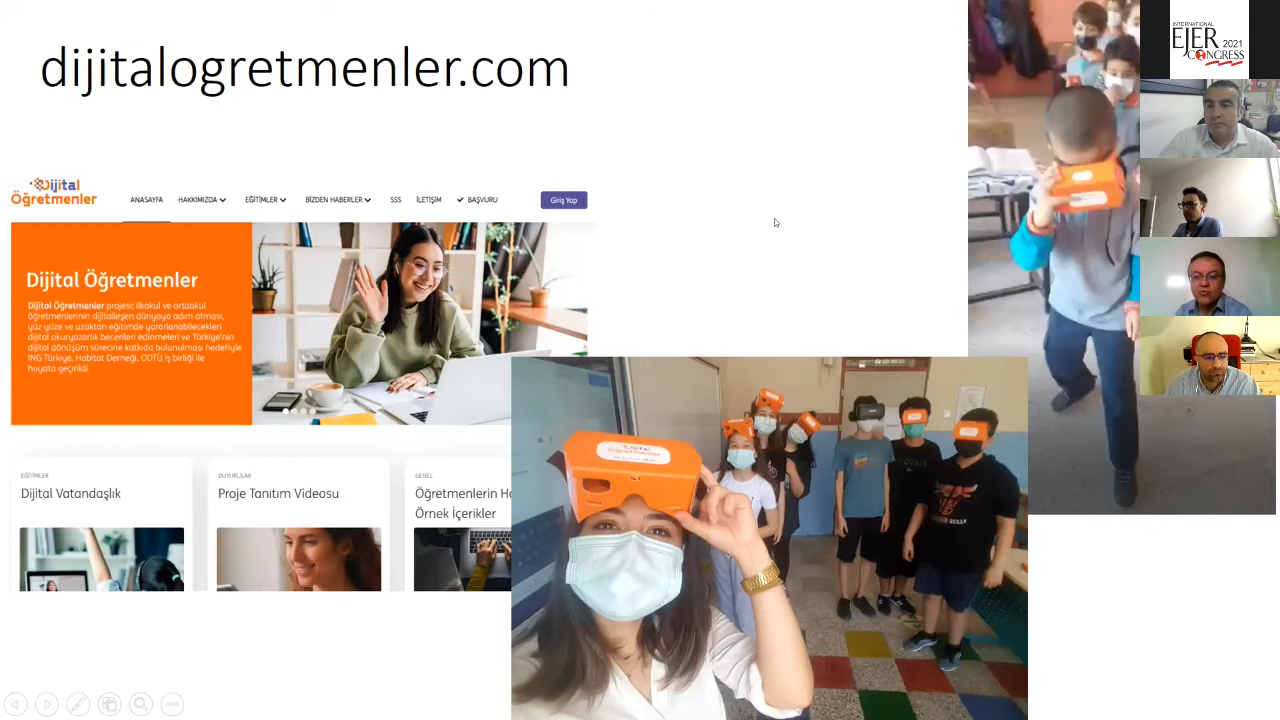 dijitalogretmenler.com
INTERNATIONAL
EJER 2021
CONGRESS
Dijital
Öğretmenler
ANASAYFA HAKKIMIZDA EĞİTİMLER BİZDEN HABERLER SSS İLETİŞİM BAŞVURU Giriş Yap
Dijital Öğretmenler
Dijital Öğretmenler projesi; ilkokul ve ortaokul
öğretmenlerinin dijitalleşen dünyaya adım atması,
yüz yüze ve uzaktan eğitimde yararlanabilecekleri
dijital okuryazarlık becerileri edinmeleri ve Türkiye'nin
dijital dönüşüm sürecine katkıda bulunulması hedefiyle
ING Türkiye, Habitat Derneği, ODTÜ iş birliği ile
hayata geçirildi.
EĞİTİMLER
Dijital Vatandaşlık
DUYURULAR
Proje Tanıtım Videosu
GENEL
Öğretmenlerin Ha
Örnek İçerikler
Dijital
Öğretmenler
BULLS